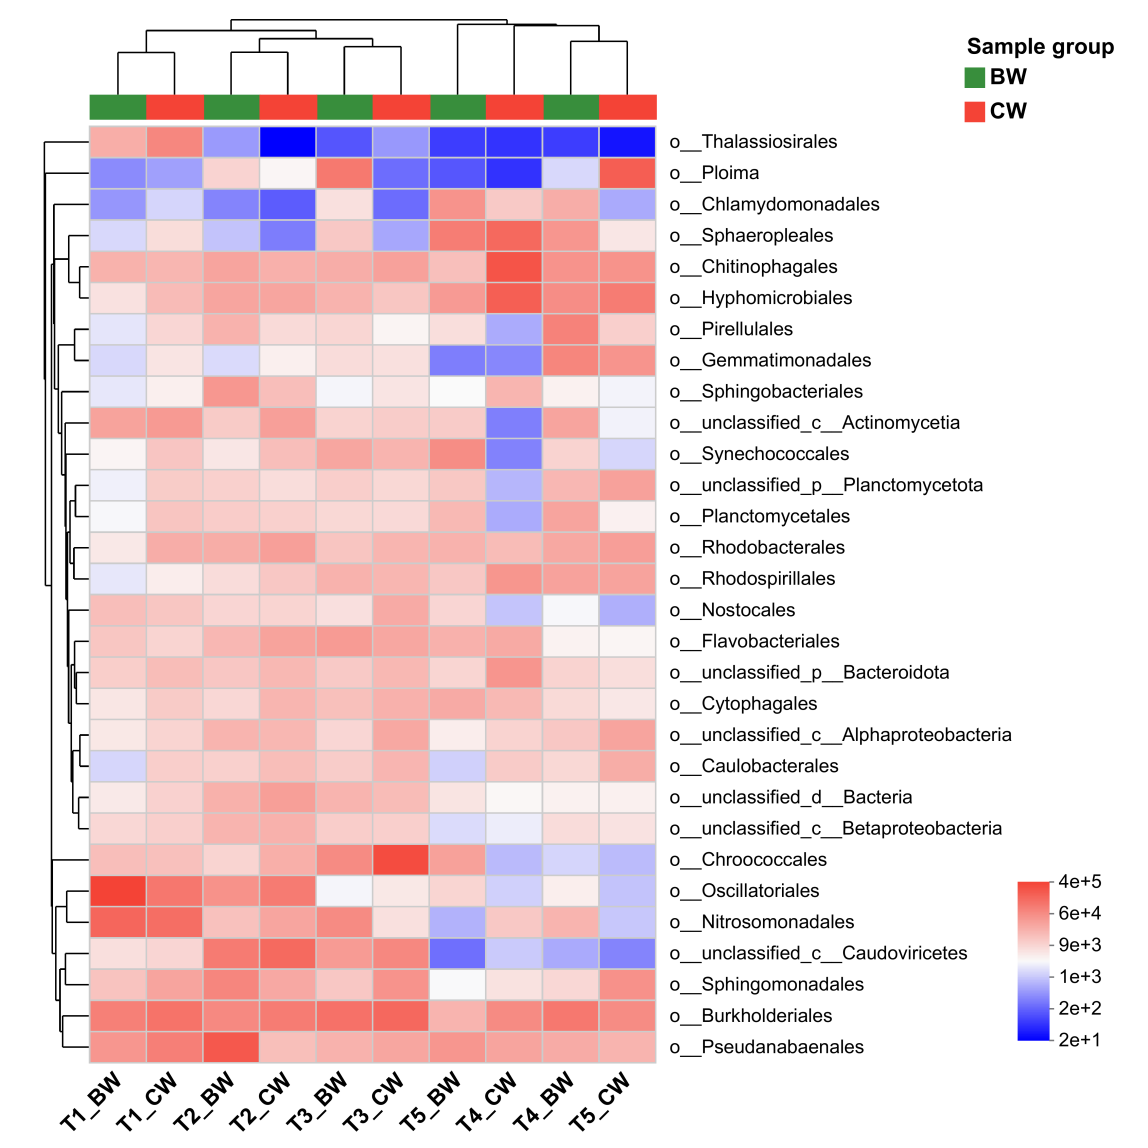 Sample group
BW
CW
o__Thalassiosirales
o__Ploima
o__Chlamydomonadales
o__Sphaeropleales
o__Chitinophagales
o__Hyphomicrobiales
o__Pirellulales
o__Gemmatimonadales
o__Sphingobacteriales
o__unclassified_c__Actinomycetia
o__Synechococcales
o__unclassified_p__Planctomycetota
o__Planctomycetales
o__Rhodobacterales
o__Rhodospirillales
o__Nostocales
o__Flavobacteriales
o__unclassified_p__Bacteroidota
o__Cytophagales
o__unclassified_c__Alphaproteobacteria
o__Caulobacterales
o__unclassified_d__Bacteria
o__unclassified_c__Betaproteobacteria
o__Chroococcales
o__Oscillatoriales
o__Nitrosomonadales
o__unclassified_c__Caudoviricetes
o__Sphingomonadales
o__Burkholderiales
o__Pseudanabaenales
4e+5
6e+4
9e+3
1e+3
2e+2
2e+1
T1_BW
T1_CW
T2_BW
T2_CW
T3_BW
T3_CW
T5_BW
T4_CW
T4_BW
T5_CW